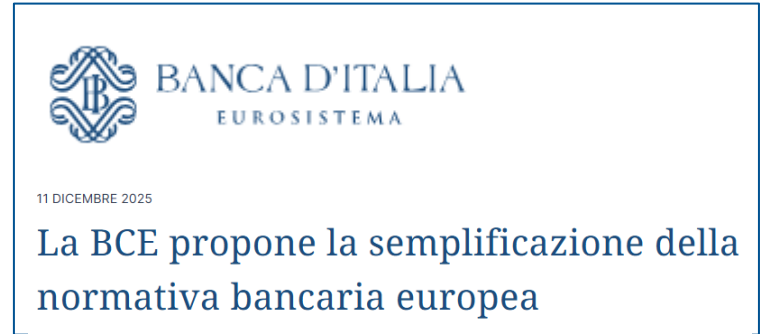 BANCA D'ITALIA
EUROSISTEMA
11 DICEMBRE 2025
La BCE propone la semplificazione della
normativa bancaria europea